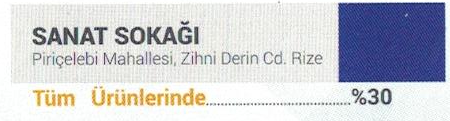 SANAT SOKAĞI
Piriçelebi Mahallesi, Zihni Derin Cd. Rize
Tüm Ürünlerinde..............................%30